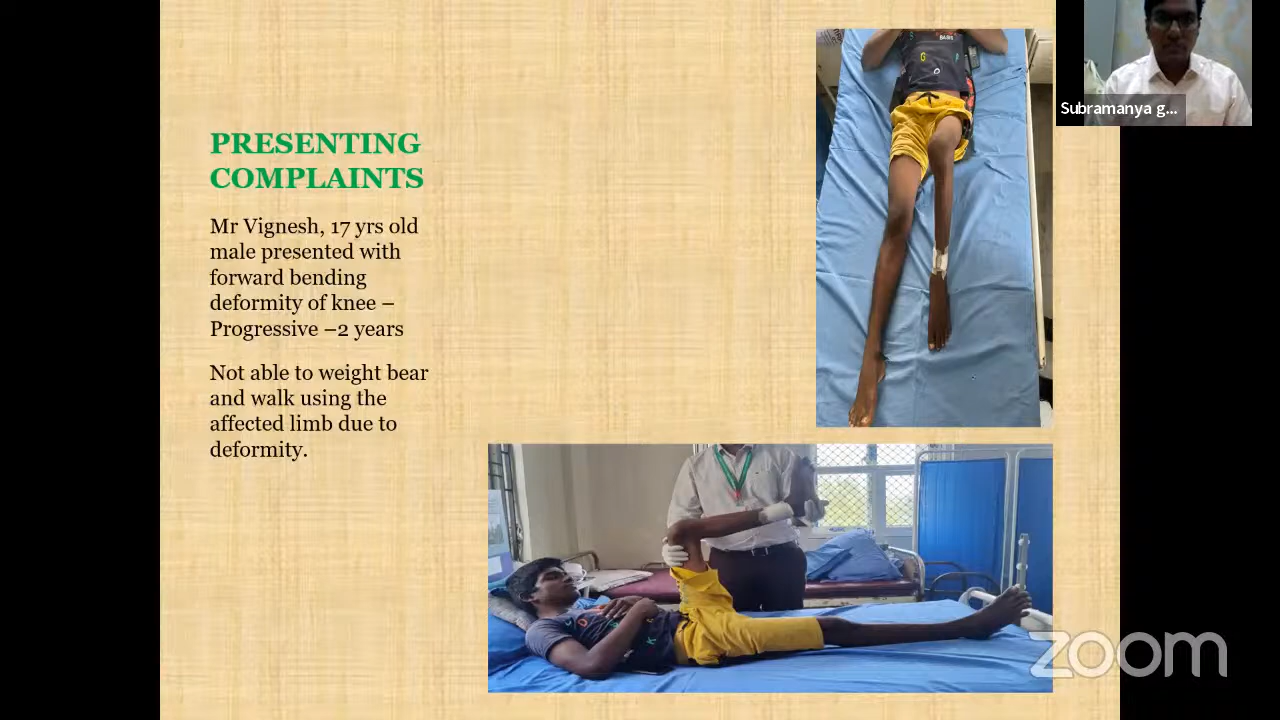 PRESENTING
COMPLAINTS
Mr Vignesh, 17 yrs old
male presented with
forward bending
deformity of knee –
Progressive –2 years
Not able to weight bear
and walk using the
affected limb due to
deformity.
Subramanya g...
zoom